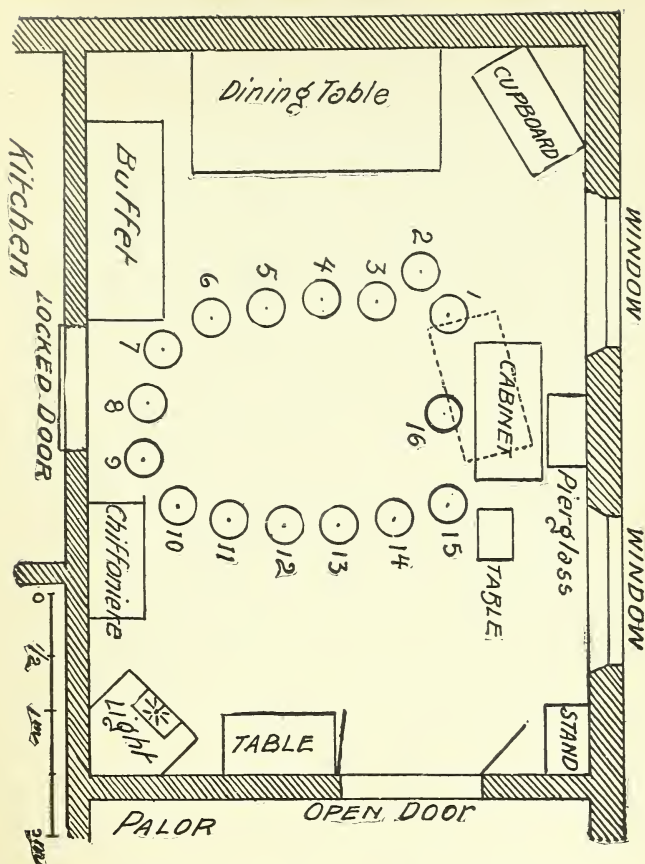 Dining Table
CUPBOARD
WINDOW
Buffet
Kitchen
LOCKED-DOOR
1
2
3
4
5
6
7
8
9
10
11
12
13
14
15
16
CABINET
Pierglass
TABLE
WINDOW
Chiffoniere
Light
TABLE
STAND
OPEN DOOR
PALOR
0
1/2